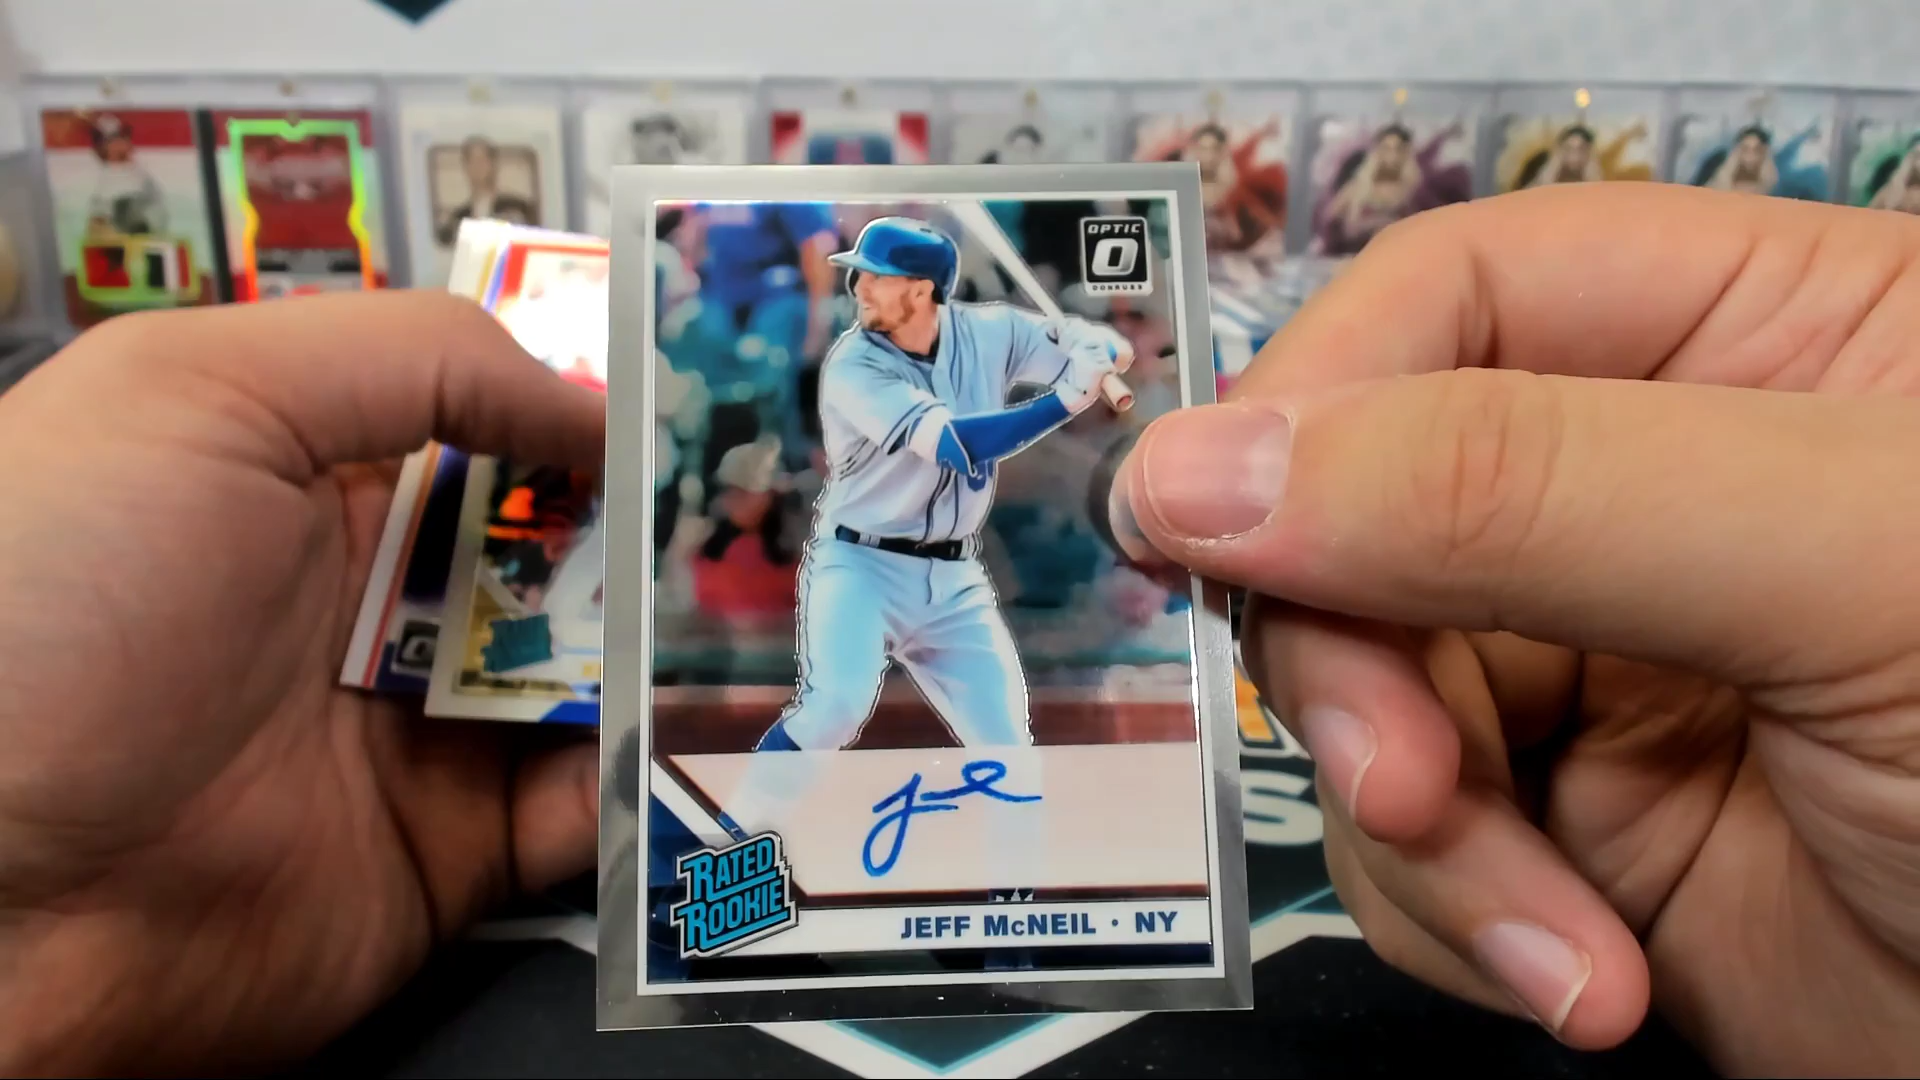 OPTIC
O
DONRUSS
RATED
ROOKIE
JEFF McNEIL · NY
S